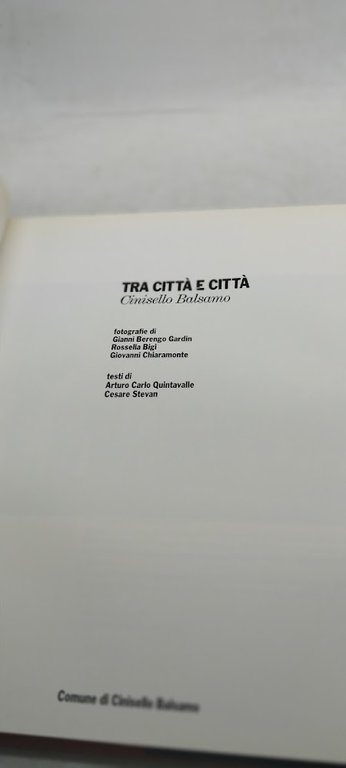 TRA CITTÀ E CITTÀ
Cinisello Balsamo
fotografie di
Gianni Berengo Gardin
Rossella Bigi
Giovanni Chiaramonte
testi di
Arturo Carlo Quintavalle
Cesare Stevan
Comune di Cinisello Balsamo